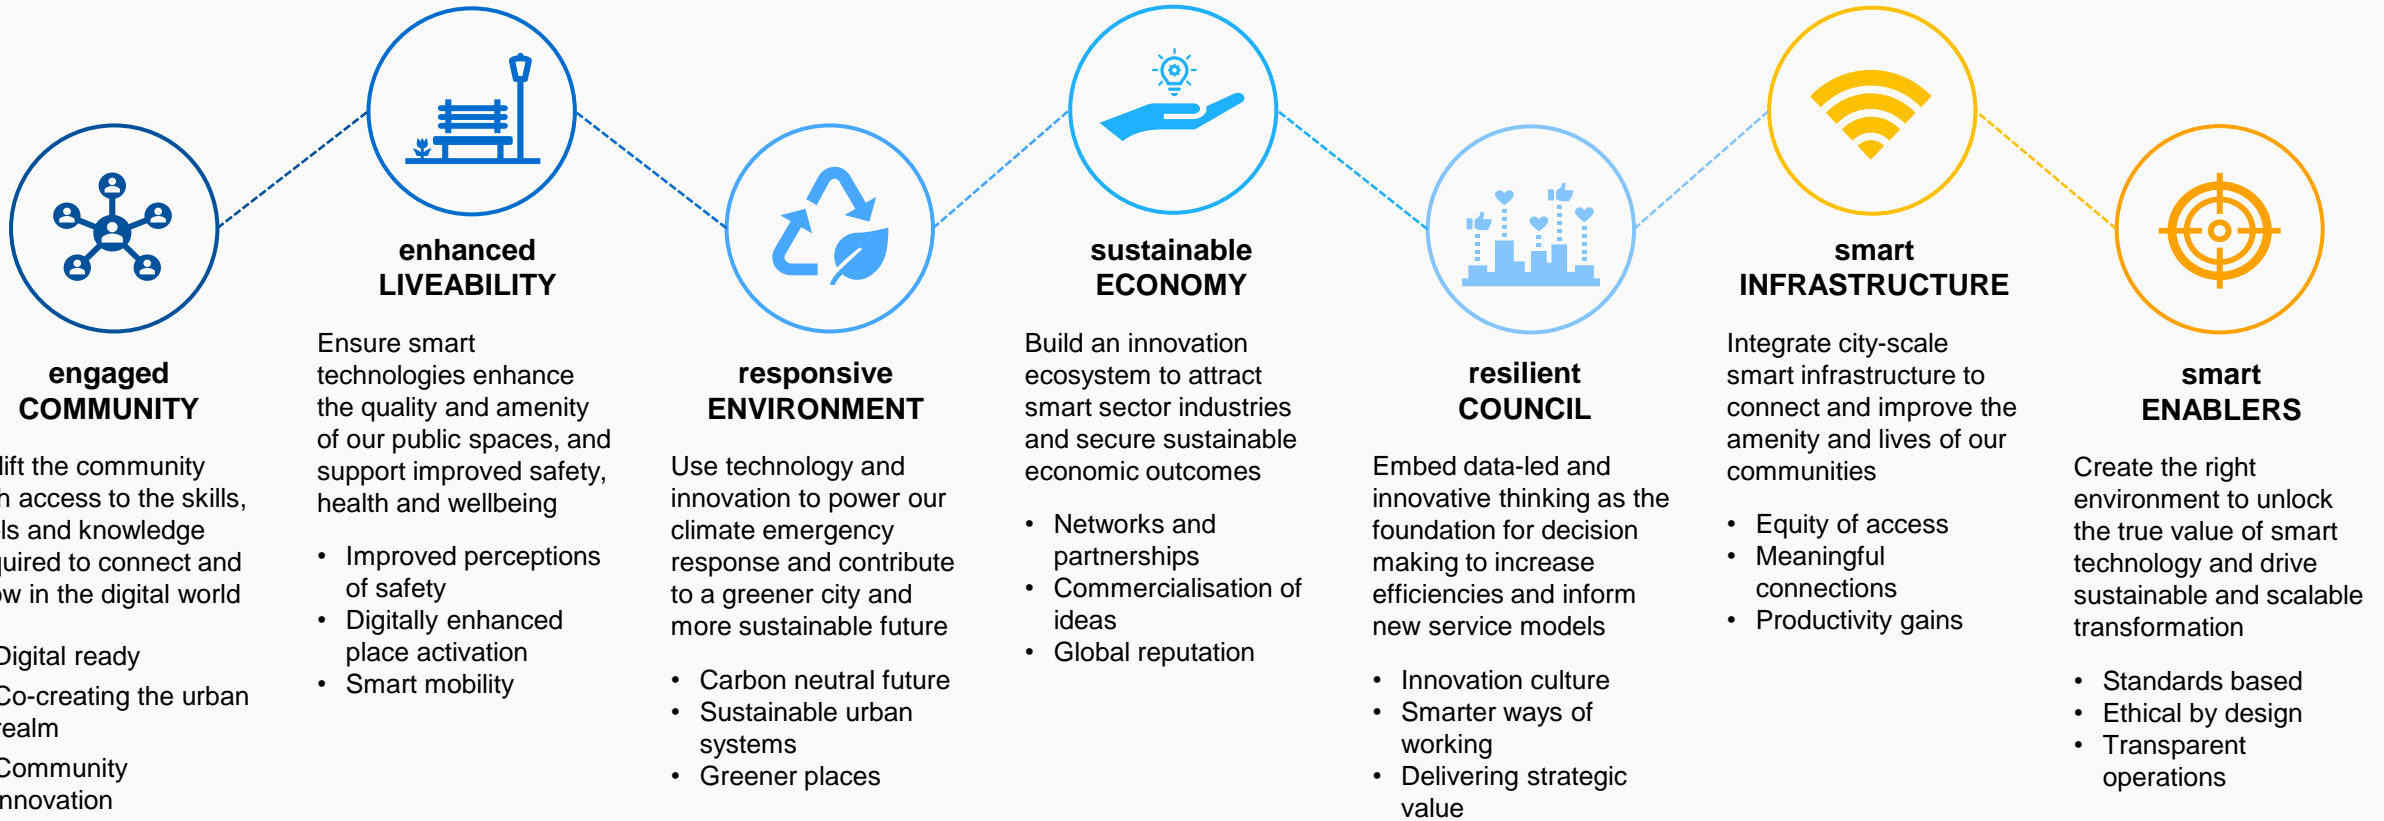 engaged
COMMUNITY
lift the community
access to the skills,
and knowledge
to connect and
in the digital world
Digital ready
Co-creating the urban
realm
Community
innovation
enhanced
LIVEABILITY
Ensure smart
technologies enhance
the quality and amenity
of our public spaces, and
support improved safety,
health and wellbeing
• Improved perceptions
of safety
• Digitally enhanced
place activation
• Smart mobility
responsive
ENVIRONMENT
Use technology and
innovation to power our
climate emergency
response and contribute
to a greener city and
more sustainable future
• Carbon neutral future
• Sustainable urban
systems
• Greener places
sustainable
ECONOMY
Build an innovation
ecosystem to attract
smart sector industries
and secure sustainable
economic outcomes
• Networks and
partnerships
• Commercialisation of
ideas
• Global reputation
resilient
COUNCIL
Embed data-led and
innovative thinking as the
foundation for decision
making to increase
efficiencies and inform
new service models
• Innovation culture
• Smarter ways of
working
• Delivering strategic
value
smart
INFRASTRUCTURE
Integrate city-scale
smart infrastructure to
connect and improve the
amenity and lives of our
communities
• Equity of access
• Meaningful
connections
• Productivity gains
smart
ENABLERS
Create the right
environment to unlock
the true value of smart
technology and drive
sustainable and scalable
transformation
• Standards based
• Ethical by design
• Transparent
operations